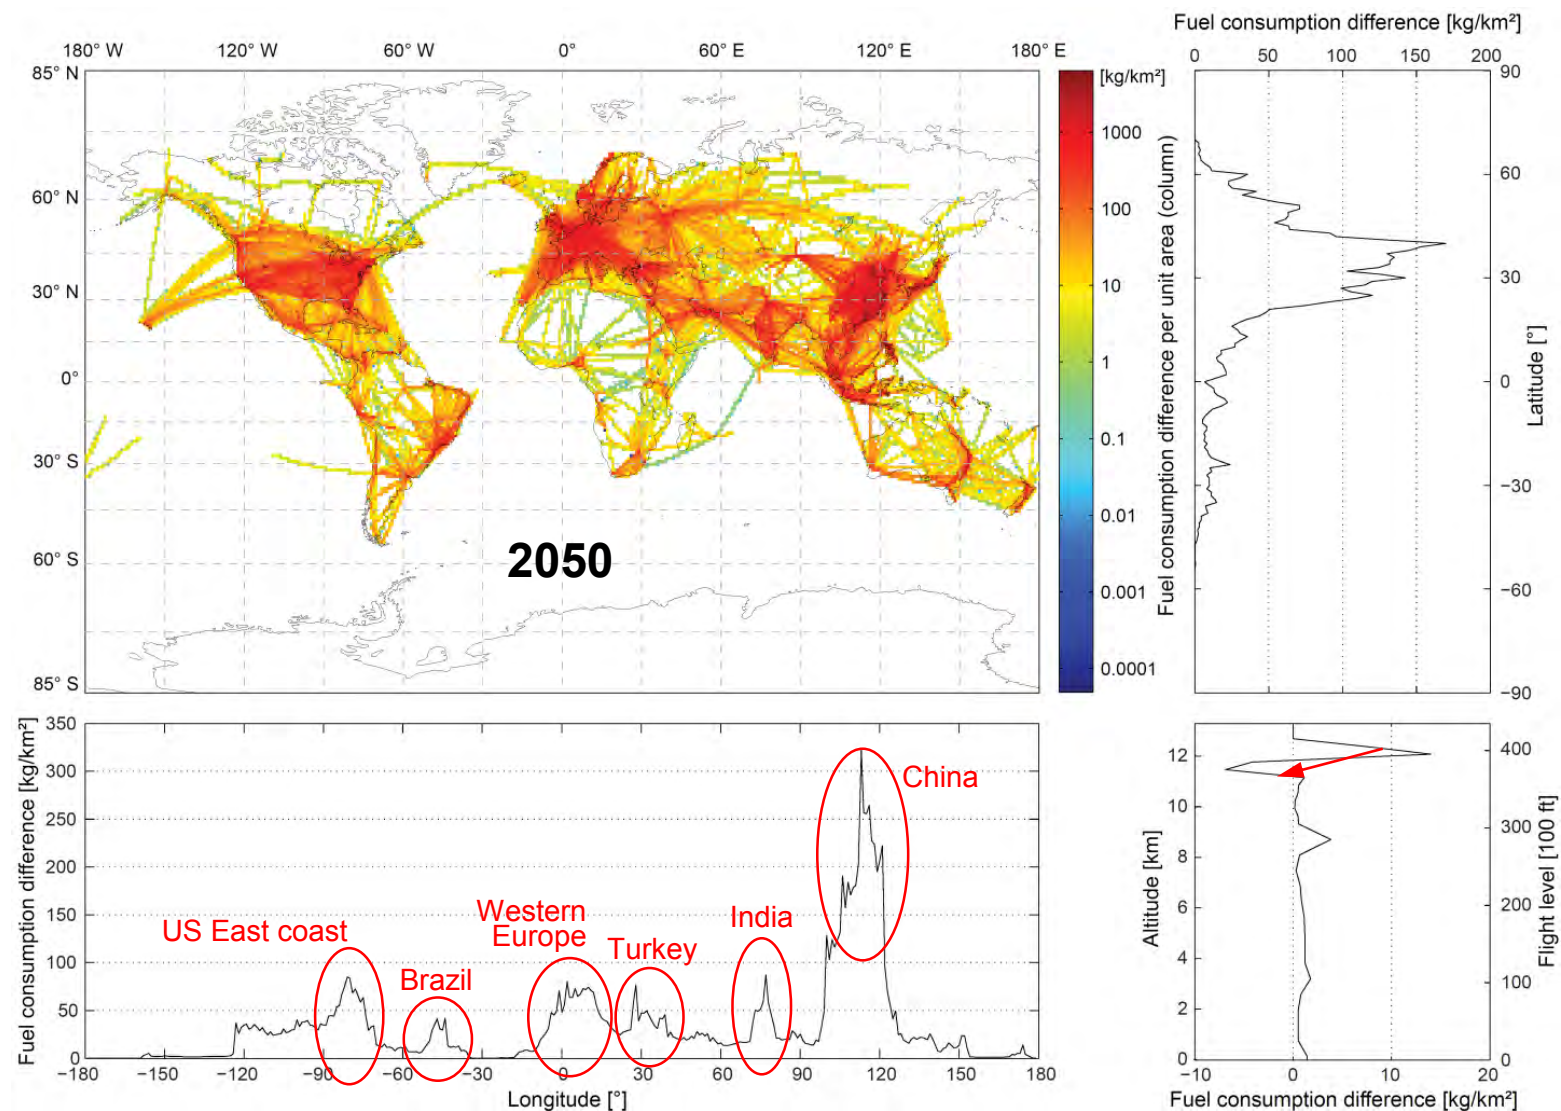 Fuel consumption difference [kg/km²]
180° W 120° W 60° W 0° 60° E 120° E 180° E
0 50 100 150 200
85° N
60° N
30° N
0°
30° S
60° S
85° S
2050
[kg/km²]
1000
100
10
1
0.1
0.01
0.001
0.0001
Fuel consumption difference per unit area (column)
90
60
30
0
−30
−60
−90
Latitude [°]
Fuel consumption difference [kg/km²]
350
300
250
200
150
100
50
0
US East coast
Brazil
Western
Europe
Turkey
India
China
−180 −150 −120 −90 −60 −30 0 30 60 90 120 150 180
Longitude [°]
Altitude [km]
12
10
8
6
4
2
0
400
300
200
100
0
Flight level [100 ft]
−10 0 10 20
Fuel consumption difference [kg/km²]